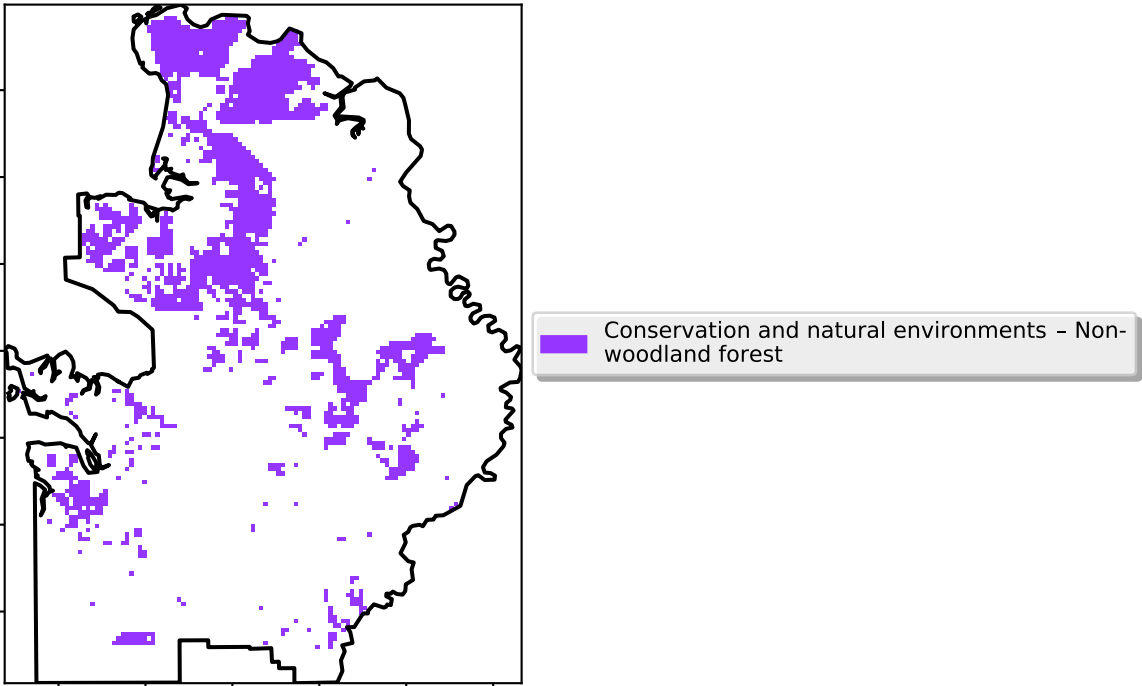 Conservation and natural environments – Non-
woodland forest